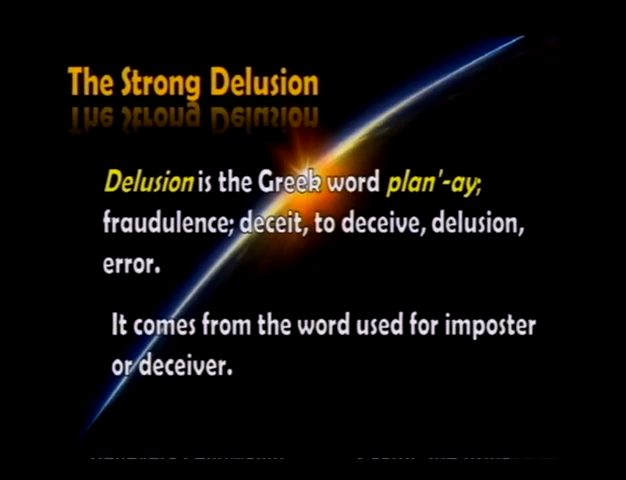 The Strong Delusion
Delusion is the Greek word plan'-ay;
fraudulence; deceit, to deceive, delusion,
error.
It comes from the word used for imposter
or deceiver.